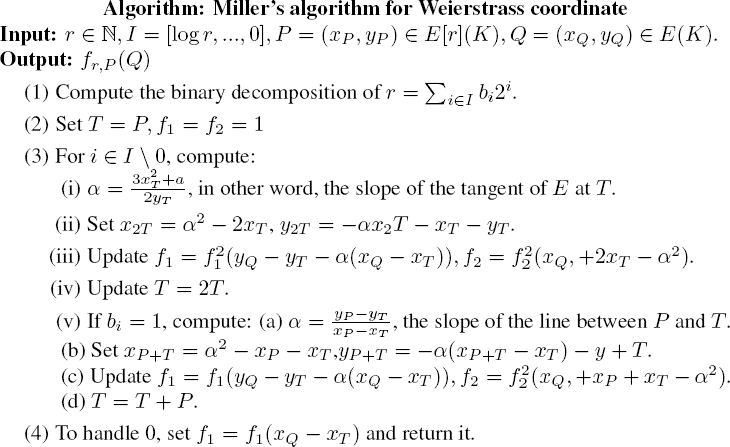 Algorithm: Miller's algorithm for Weierstrass coordinate
Input: r ∈ ℕ, I = [log r, ..., 0], P = (x_P, y_P) ∈ E[r](K), Q = (x_Q, y_Q) ∈ E(K).
Output: f_{r,P}(Q)
(1) Compute the binary decomposition of r = ∑_{i∈I} b_i 2^i.
(2) Set T = P, f_1 = f_2 = 1
(3) For i ∈ I \ 0, compute:
(i) α = \frac{3x_T^2+a}{2y_T}, in other word, the slope of the tangent of E at T.
(ii) Set x_{2T} = α^2 − 2x_T, y_{2T} = −αx_2T − x_T − y_T.
(iii) Update f_1 = f_1^2(y_Q − y_T − α(x_Q − x_T)), f_2 = f_2^2(x_Q, +2x_T − α^2).
(iv) Update T = 2T.
(v) If b_i = 1, compute: (a) α = \frac{y_P−y_T}{x_P−x_T}, the slope of the line between P and T.
(b) Set x_{P+T} = α^2 − x_P − x_T,y_{P+T} = −α(x_{P+T} − x_T) − y + T.
(c) Update f_1 = f_1(y_Q − y_T − α(x_Q − x_T)), f_2 = f_2^2(x_Q, +x_P + x_T − α^2).
(d) T = T + P.
(4) To handle 0, set f_1 = f_1(x_Q − x_T) and return it.